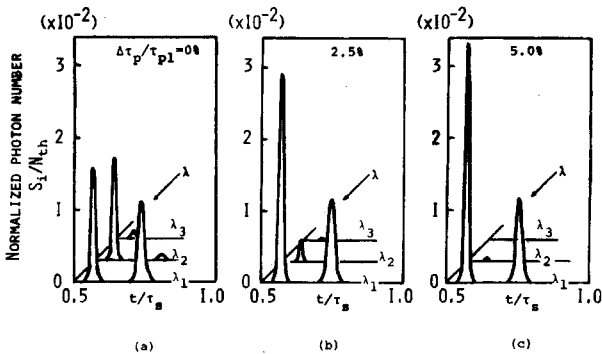 (x10⁻²) (x10⁻²) (x10⁻²)
NORMALIZED PHOTON NUMBER
Sᵢ/Nₜₕ
3 2 1 0
Δτₚ/τₚ₁=0%
λ
λ₃
λ₂
λ₁
0.5 t/τₛ 1.0
(a)
3 2 1 0
2.5%
λ
λ₃
λ₂
λ₁
0.5 t/τₛ 1.0
(b)
3 2 1 0
5.0%
λ
λ₃
λ₂
λ₁
0.5 t/τₛ 1.0
(c)